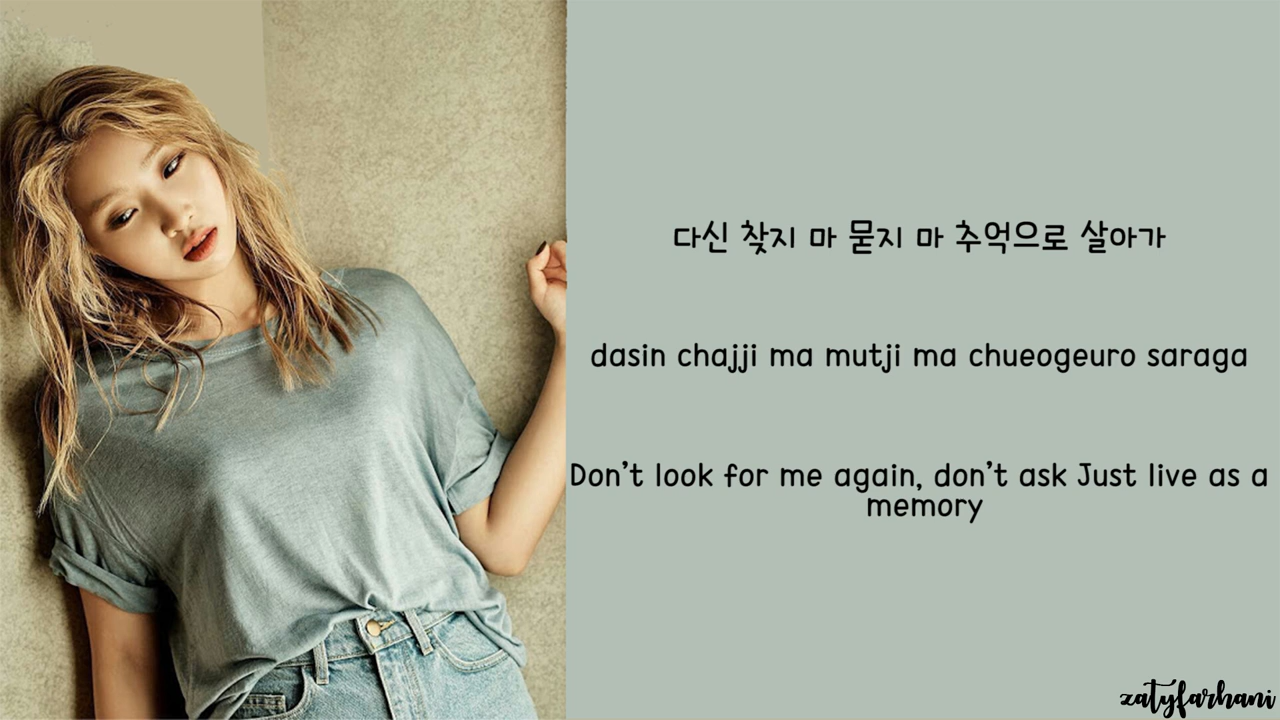 다신 찾지 마 묻지 마 추억으로 살아가
dasin chajji ma mutji ma chueogeuro saraga
Don't look for me again, don't ask Just live as a
memory
zatyfarhani